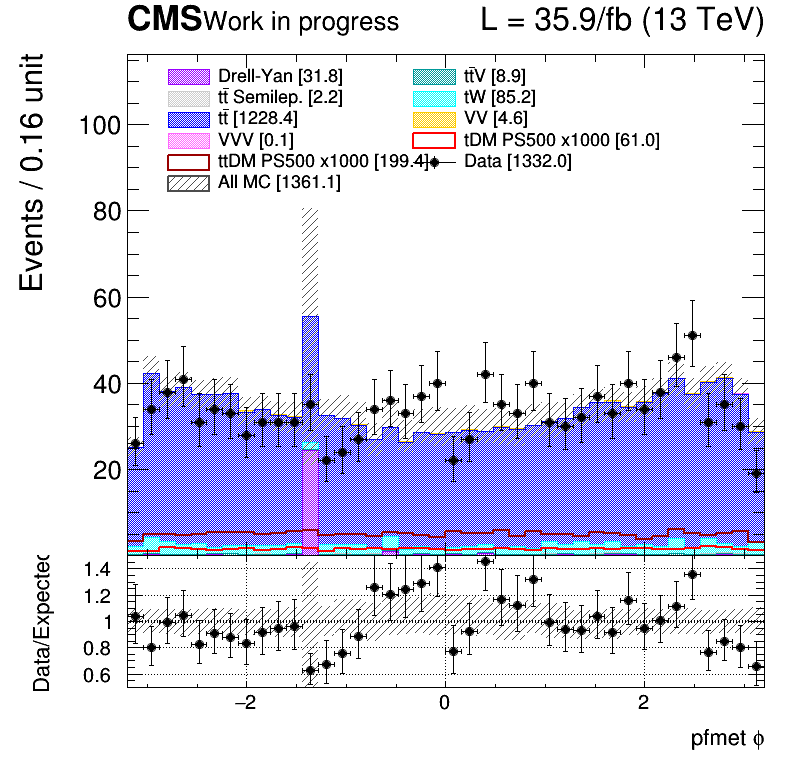 CMS Work in progress L = 35.9/fb (13 TeV)
Drell-Yan [31.8] tt̄V [8.9]
tt̄ Semilep. [2.2] tW [85.2]
tt̄ [1228.4] VV [4.6]
VVV [0.1] tDM PS500 x1000 [61.0]
ttDM PS500 x1000 [199.4] Data [1332.0]
All MC [1361.1]
Events / 0.16 unit
100
80
60
40
20
Data/Expected
1.4
1.2
1
0.8
0.6
−2 0 2
pfmet ϕ